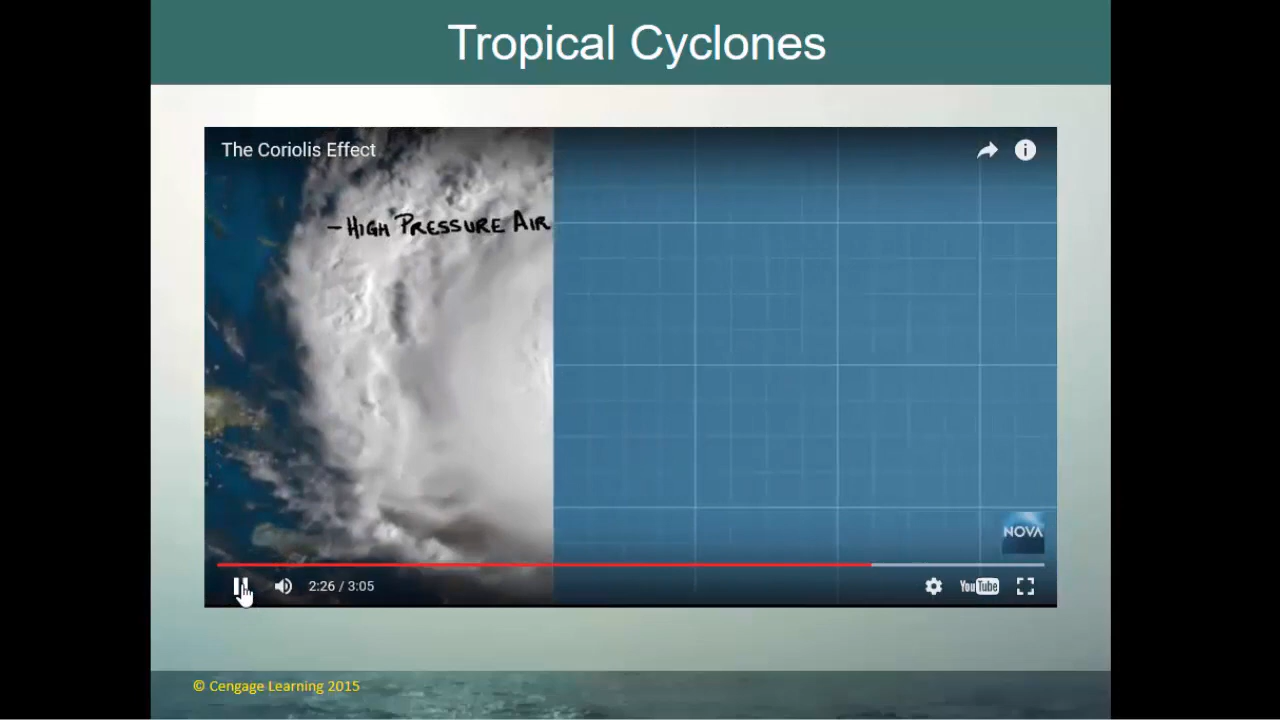 Tropical Cyclones
The Coriolis Effect
– HIGH PRESSURE AIR
NOVA
2:26 / 3:05
YouTube
© Cengage Learning 2015